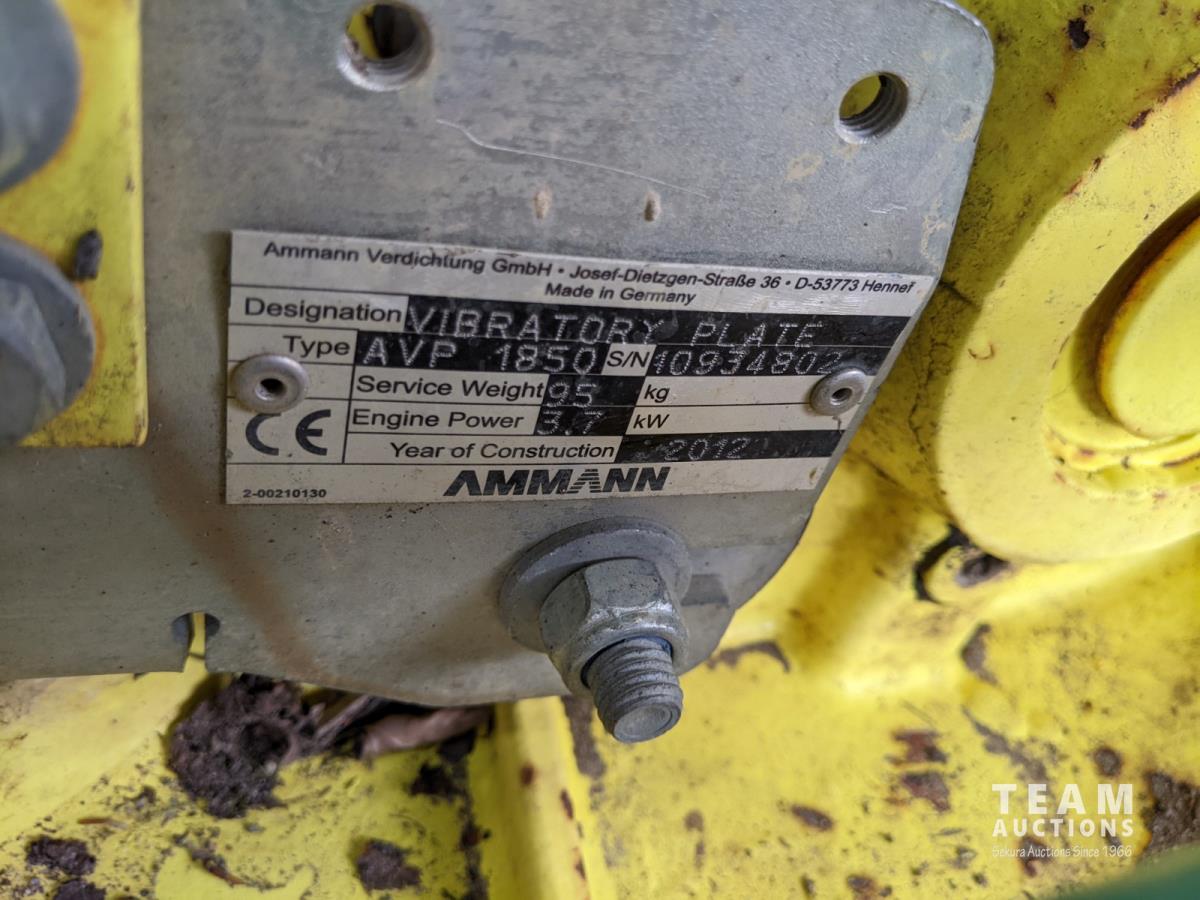 Ammann Verdichtung GmbH • Josef-Dietzgen-Straße 36 • D-53773 Hennef
Made in Germany
Designation VIBRATORY PLATE
Type AVP 1850 S/N 10934802
Service Weight 95 kg
Engine Power 3.7 kW
CE
Year of Construction 2012
2-00210130
AMMANN
TEAM
AUCTIONS
Sekura Auctions Since 1966